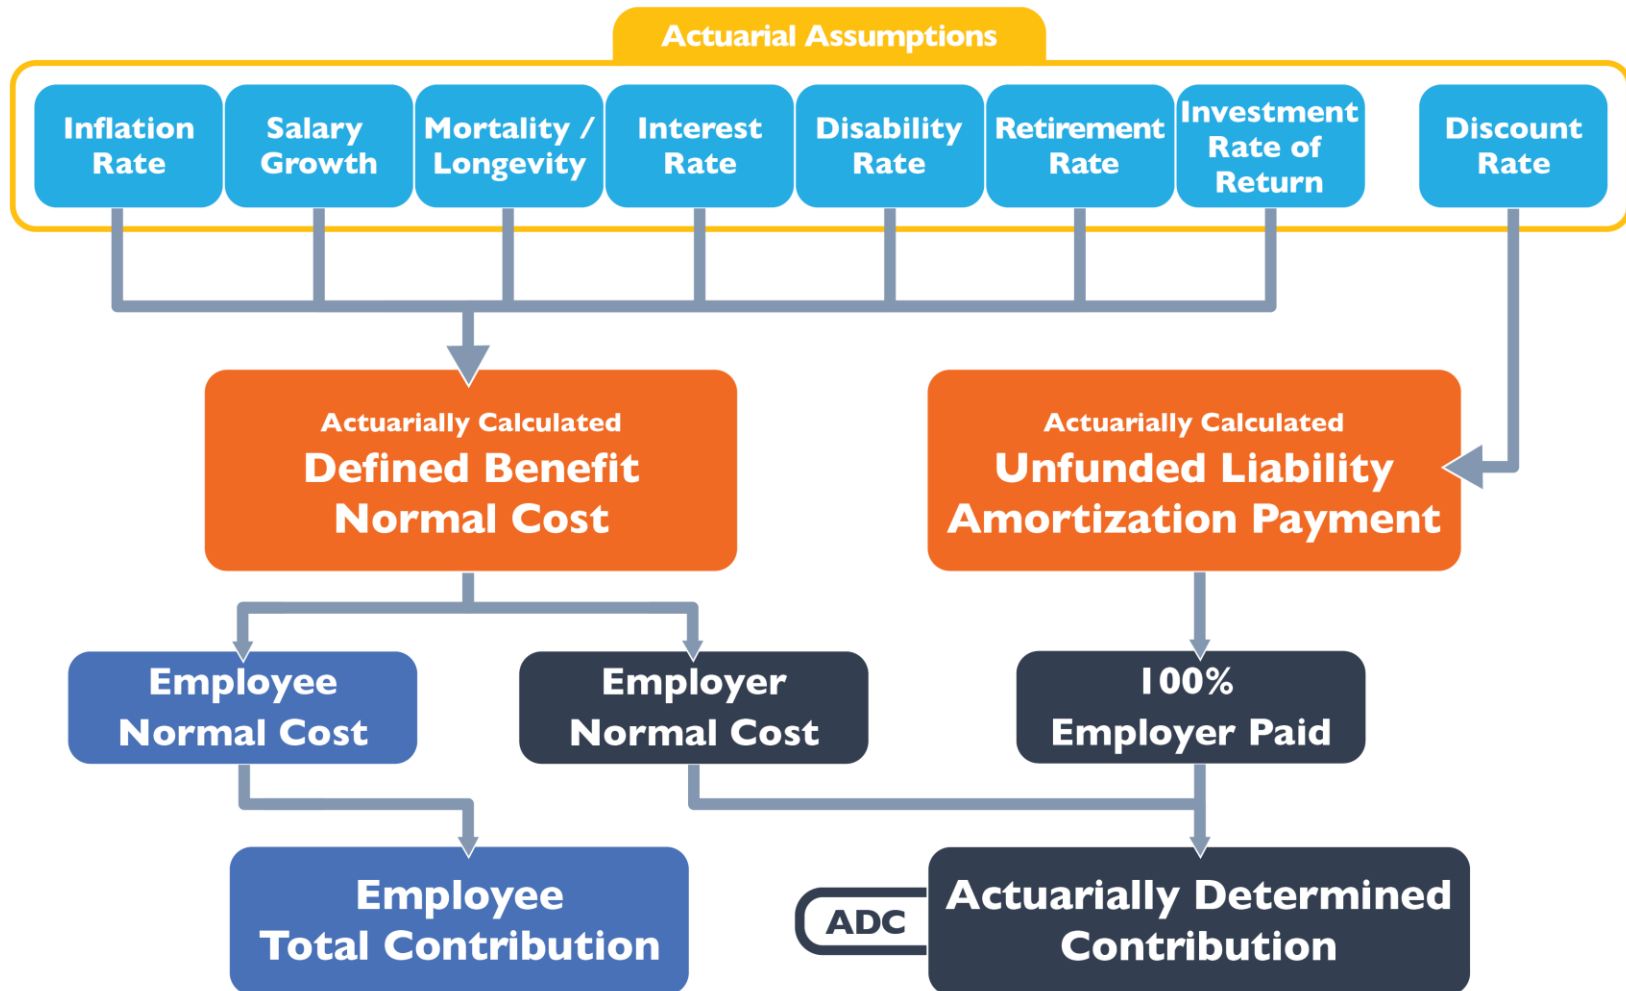 Actuarial Assumptions
Inflation
Rate
Salary
Growth
Mortality /
Longevity
Interest
Rate
Disability
Rate
Retirement
Rate
Investment
Rate of
Return
Discount
Rate
Actuarially Calculated
Defined Benefit
Normal Cost
Actuarially Calculated
Unfunded Liability
Amortization Payment
Employee
Normal Cost
Employer
Normal Cost
100%
Employer Paid
Employee
Total Contribution
ADC
Actuarially Determined
Contribution